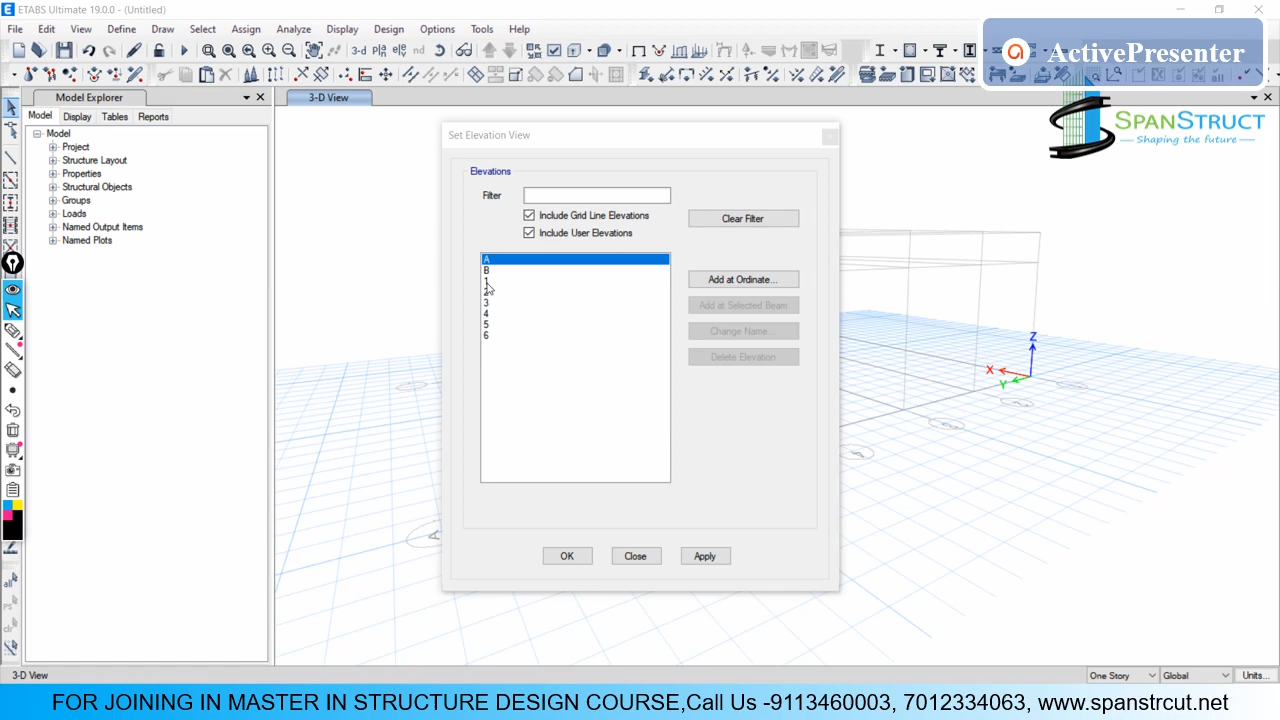 ETABS Ultimate 19.0.0 - (Untitled)
File Edit View Define Draw Select Assign Analyze Display Design Options Tools Help
3-d nd
ActivePresenter
Model Explorer
3-D View
Model Display Tables Reports
SPANSTRUCT
Shaping the future
Model
Project
Structure Layout
Properties
Structural Objects
Groups
Loads
Named Output Items
Named Plots
Set Elevation View
Elevations
Filter
Include Grid Line Elevations
Include User Elevations
Clear Filter
A
B
1
2
3
4
5
6
Add at Ordinate...
Add at Selected Beam
Change Name...
Delete Elevation
OK Close Apply
Z
X
Y
A
all
ps
clr
3-D View
One Story Global Units...
FOR JOINING IN MASTER IN STRUCTURE DESIGN COURSE,Call Us -9113460003, 7012334063, www.spanstrcut.net